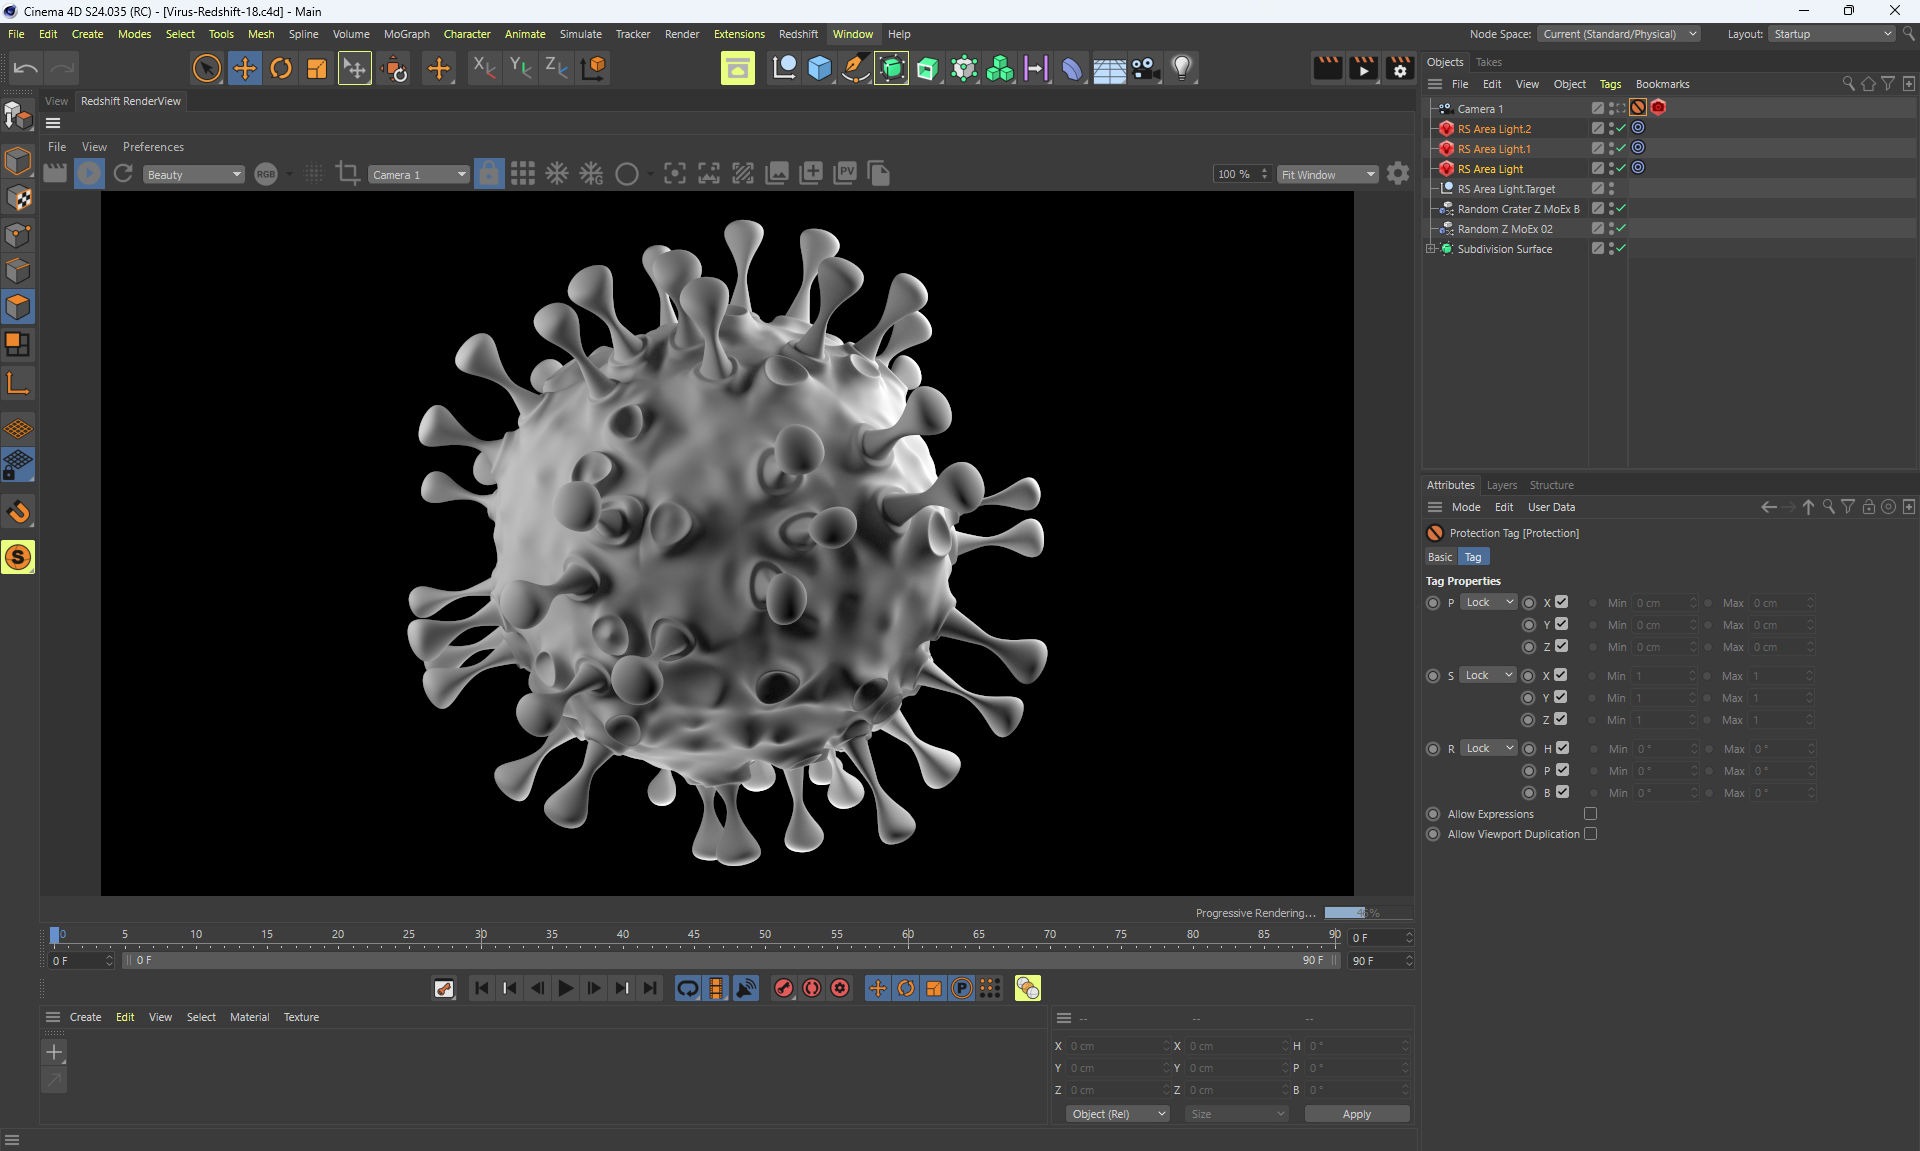 Cinema 4D S24.035 (RC) - [Virus-Redshift-18.c4d] - Main
File Edit Create Modes Select Tools Mesh Spline Volume MoGraph Character Animate Simulate Tracker Render Extensions Redshift Window Help
Node Space: Current (Standard/Physical) Layout: Startup
View Redshift RenderView
File View Preferences
Beauty RGB Camera 1 PV 100 % Fit Window
Objects Takes
File Edit View Object Tags Bookmarks
Camera 1
RS Area Light.2
RS Area Light.1
RS Area Light
RS Area Light.Target
Random Crater Z MoEx B
Random Z MoEx 02
Subdivision Surface
Attributes Layers Structure
Mode Edit User Data
Protection Tag [Protection]
Basic Tag
Tag Properties
P Lock X Min 0 cm Max 0 cm
Y Min 0 cm Max 0 cm
Z Min 0 cm Max 0 cm
S Lock X Min 1 Max 1
Y Min 1 Max 1
Z Min 1 Max 1
R Lock H Min 0 ° Max 0 °
P Min 0 ° Max 0 °
B Min 0 ° Max 0 °
Allow Expressions
Allow Viewport Duplication
Progressive Rendering... 46%
0 5 10 15 20 25 30 35 40 45 50 55 60 65 70 75 80 85 90 0 F
0 F 0 F 90 F 90 F
Create Edit View Select Material Texture
-- -- --
X 0 cm X 0 cm H 0 °
Y 0 cm Y 0 cm P 0 °
Z 0 cm Z 0 cm B 0 °
Object (Rel) Size Apply